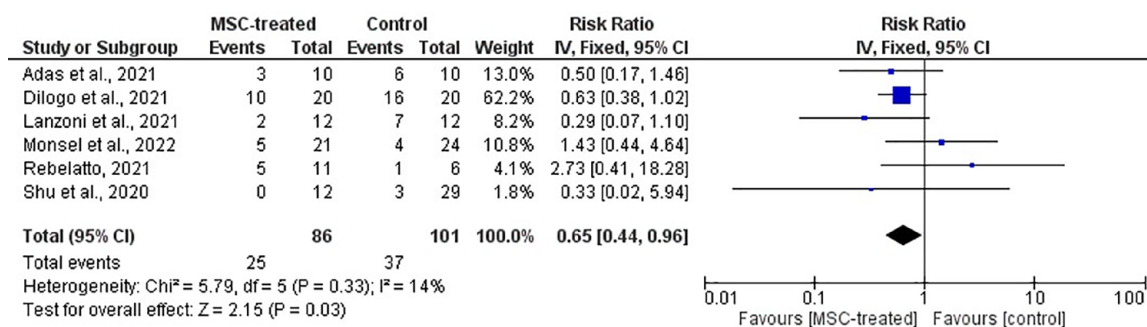 MSC-treated Control Risk Ratio Risk Ratio
Study or Subgroup Events Total Events Total Weight IV, Fixed, 95% CI IV, Fixed, 95% CI
Adas et al., 2021 3 10 6 10 13.0% 0.50 [0.17, 1.46]
Dilogo et al., 2021 10 20 16 20 62.2% 0.63 [0.38, 1.02]
Lanzoni et al., 2021 2 12 7 12 8.2% 0.29 [0.07, 1.10]
Monsel et al., 2022 5 21 4 24 10.8% 1.43 [0.44, 4.64]
Rebelatto, 2021 5 11 1 6 4.1% 2.73 [0.41, 18.28]
Shu et al., 2020 0 12 3 29 1.8% 0.33 [0.02, 5.94]
Total (95% CI) 86 101 100.0% 0.65 [0.44, 0.96]
Total events 25 37
Heterogeneity: Chi² = 5.79, df = 5 (P = 0.33); I² = 14%
Test for overall effect: Z = 2.15 (P = 0.03)
0.01 0.1 1 10 100
Favours [MSC-treated] Favours [control]